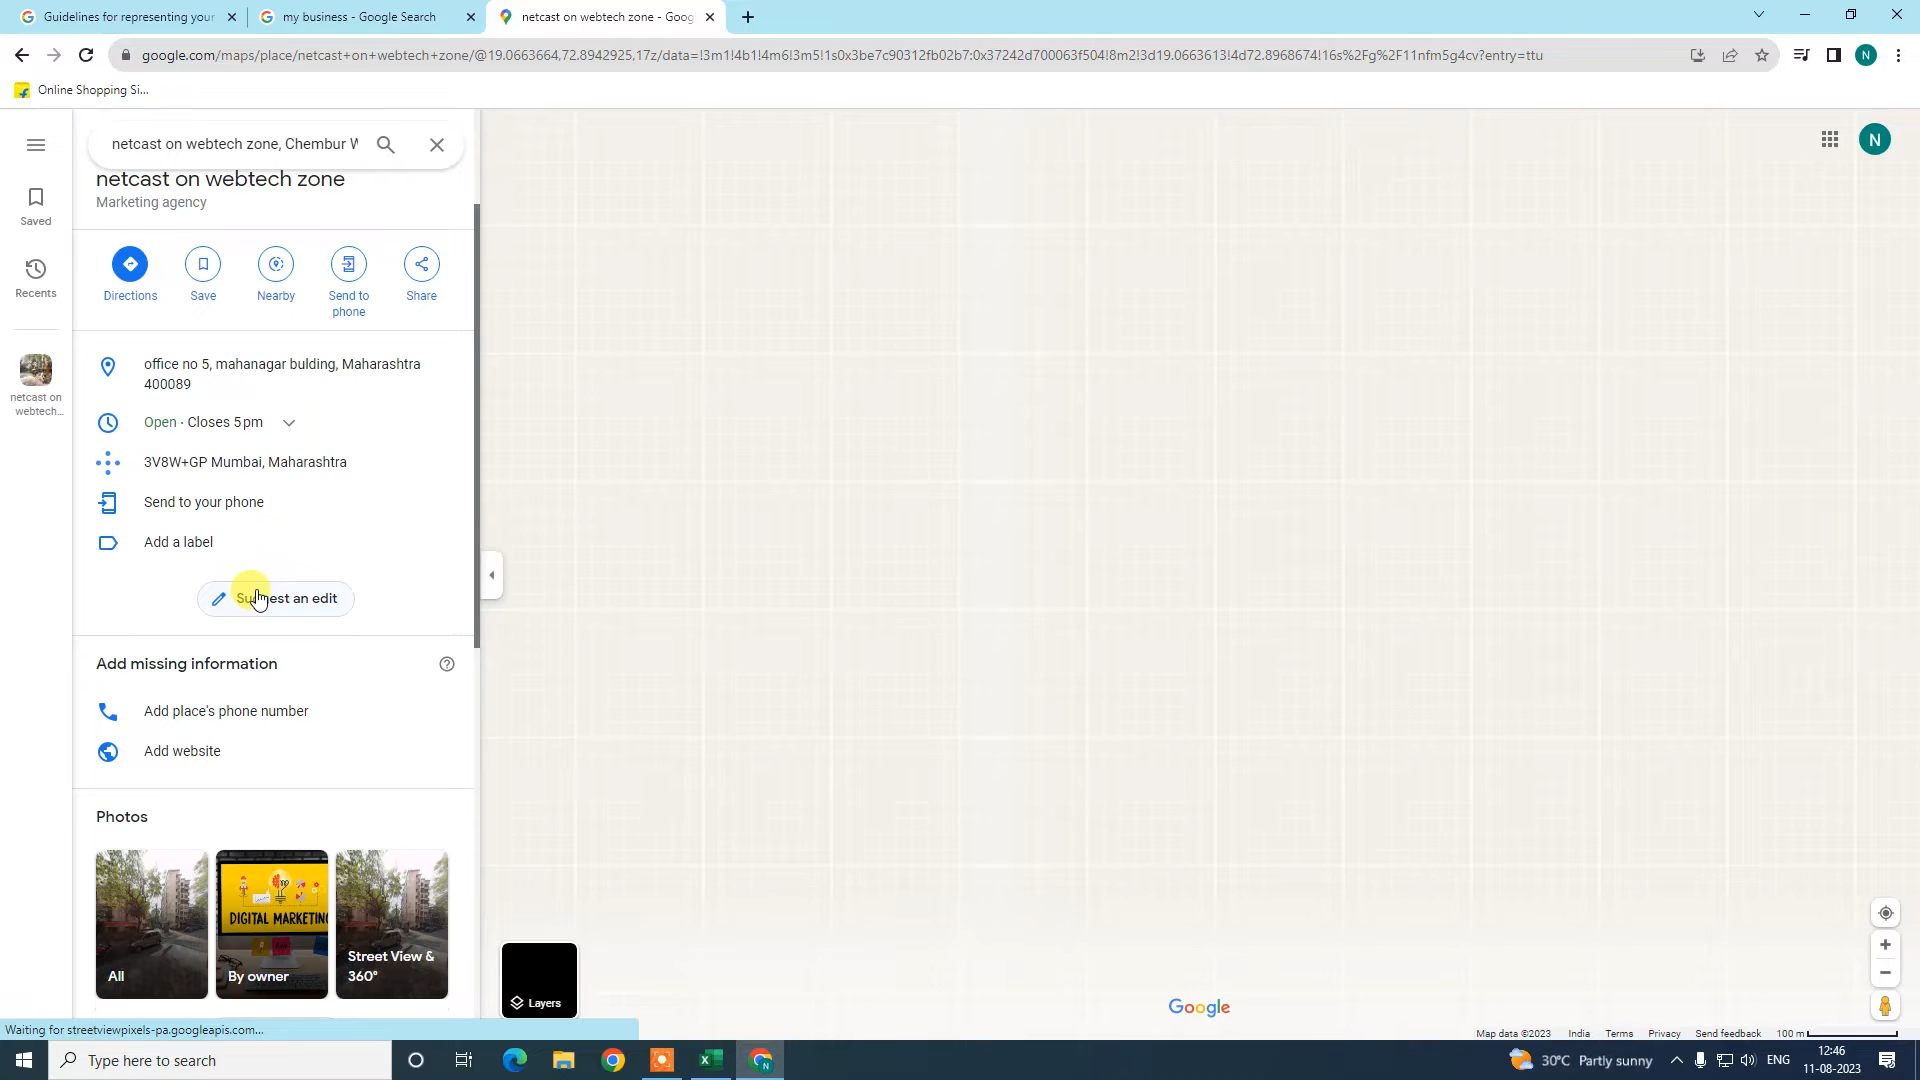 Guidelines for representing your
my business - Google Search
netcast on webtech zone - Goog
google.com/maps/place/netcast+on+webtech+zone/@19.0663664,72.8942925,17z/data=!3m1!4b1!4m6!3m5!1s0x3be7c90312fb02b7:0x37242d700063f504!8m2!3d19.0663613!4d72.8968674!16s%2Fg%2F11nfm5g4cv?entry=ttu
N
Online Shopping Si...
netcast on webtech zone, Chembur W
N
netcast on webtech zone
Marketing agency
Saved
Recents
netcast on
webtech...
Directions
Save
Nearby
Send to
phone
Share
office no 5, mahanagar bulding, Maharashtra
400089
Open · Closes 5 pm
3V8W+GP Mumbai, Maharashtra
Send to your phone
Add a label
Suggest an edit
Add missing information
Add place's phone number
Add website
Photos
All
DIGITAL MARKETING
By owner
Street View &
360°
Layers
Google
Map data ©2023 India Terms Privacy Send feedback 100 m
Waiting for streetviewpixels-pa.googleapis.com...
Type here to search
N
30°C Partly sunny
ENG
12:46
11-08-2023